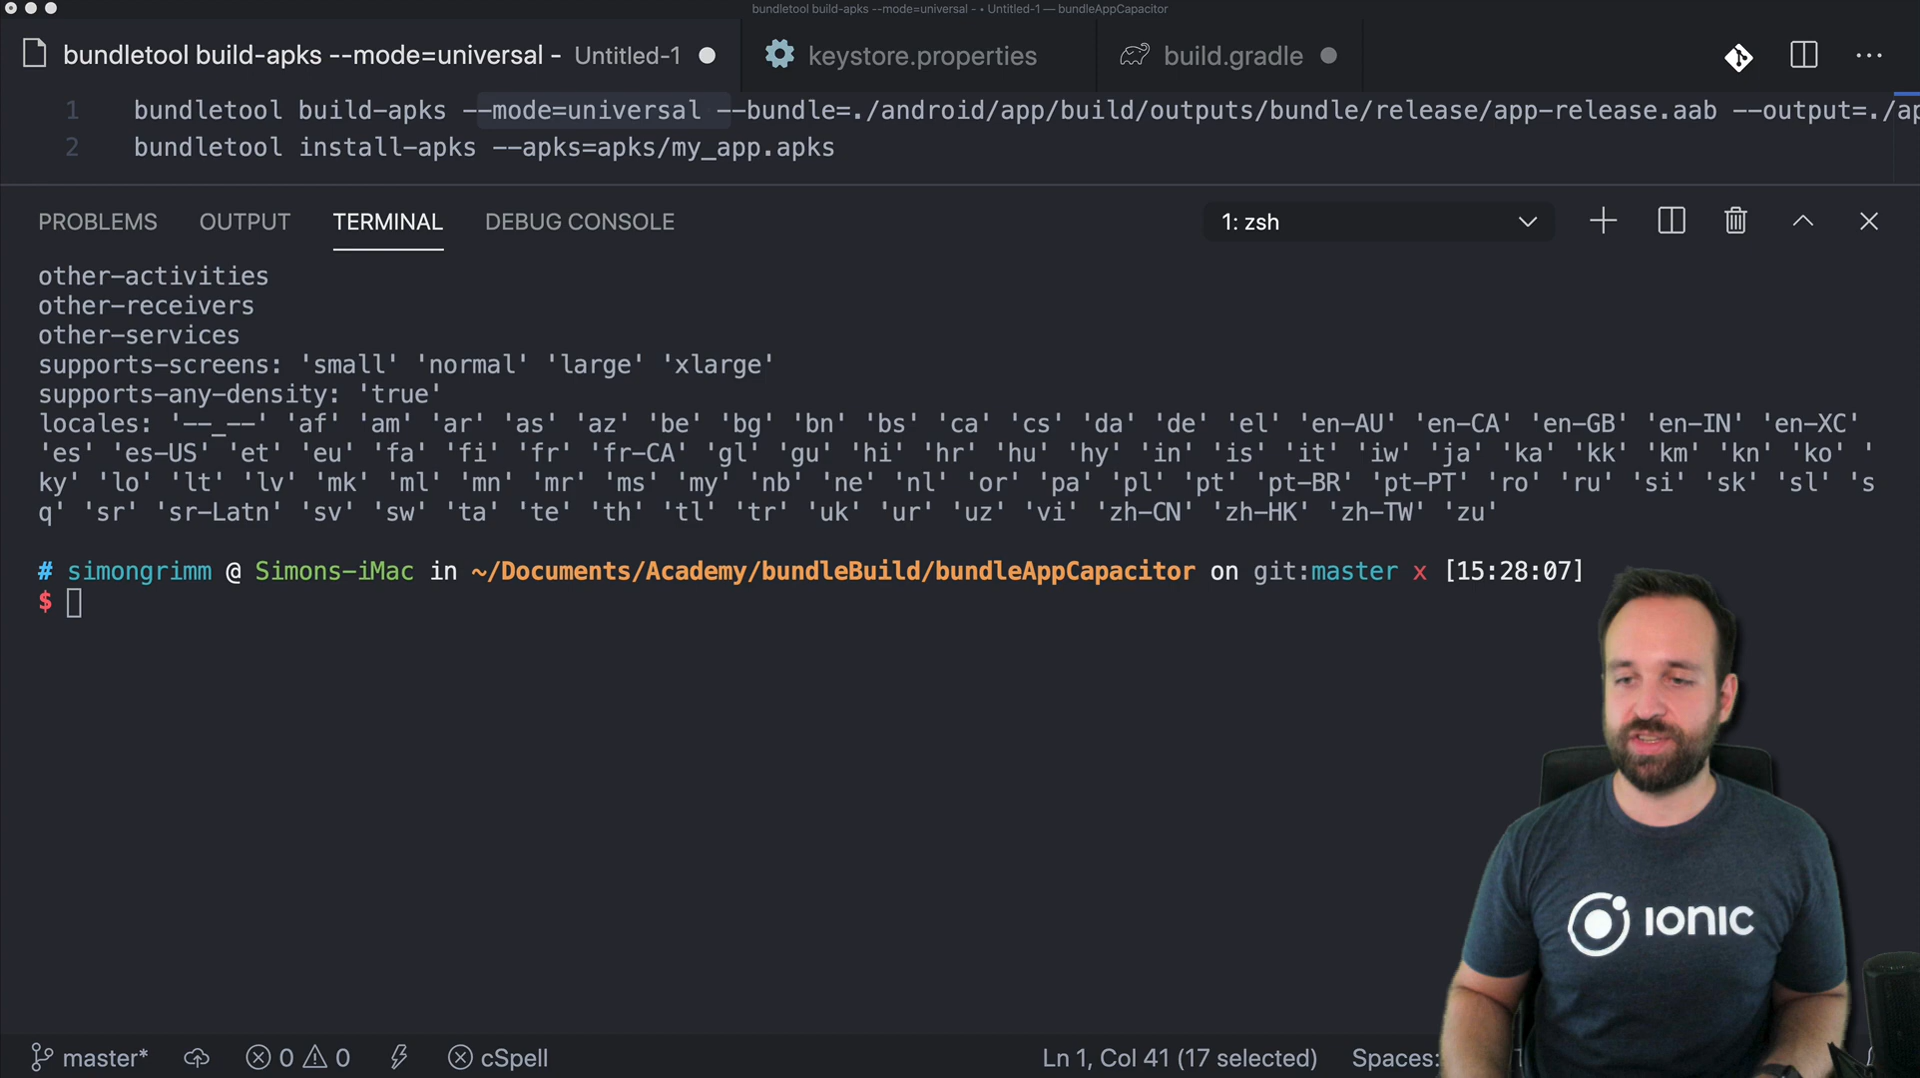 bundletool build-apks --mode=universal - • Untitled-1 — bundleAppCapacitor
bundletool build-apks --mode=universal - Untitled-1
keystore.properties
build.gradle
1 bundletool build-apks --mode=universal --bundle=./android/app/build/outputs/bundle/release/app-release.aab --output=./ap
2 bundletool install-apks --apks=apks/my_app.apks
PROBLEMS OUTPUT TERMINAL DEBUG CONSOLE
1: zsh
other-activities
other-receivers
other-services
supports-screens: 'small' 'normal' 'large' 'xlarge'
supports-any-density: 'true'
locales: '--_--' 'af' 'am' 'ar' 'as' 'az' 'be' 'bg' 'bn' 'bs' 'ca' 'cs' 'da' 'de' 'el' 'en-AU' 'en-CA' 'en-GB' 'en-IN' 'en-XC'
'es' 'es-US' 'et' 'eu' 'fa' 'fi' 'fr' 'fr-CA' 'gl' 'gu' 'hi' 'hr' 'hu' 'hy' 'in' 'is' 'it' 'iw' 'ja' 'ka' 'kk' 'km' 'kn' 'ko' '
ky' 'lo' 'lt' 'lv' 'mk' 'ml' 'mn' 'mr' 'ms' 'my' 'nb' 'ne' 'nl' 'or' 'pa' 'pl' 'pt' 'pt-BR' 'pt-PT' 'ro' 'ru' 'si' 'sk' 'sl' 's
q' 'sr' 'sr-Latn' 'sv' 'sw' 'ta' 'te' 'th' 'tl' 'tr' 'uk' 'ur' 'uz' 'vi' 'zh-CN' 'zh-HK' 'zh-TW' 'zu'
# simongrimm @ Simons-iMac in ~/Documents/Academy/bundleBuild/bundleAppCapacitor on git:master x [15:28:07]
$
IONIC
master* 0 0 cSpell Ln 1, Col 41 (17 selected) Spaces: